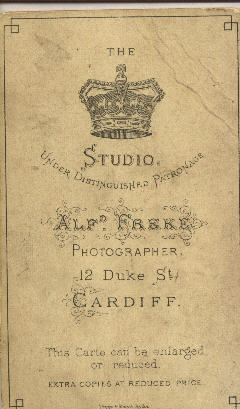 THE
STUDIO.
UNDER DISTINGUISHED PATRONAGE
ALFD. FREKE
PHOTOGRAPHER,
12 Duke St,
CARDIFF.
This Carte can be enlarged
or reduced.
EXTRA COPIES AT REDUCED PRICE